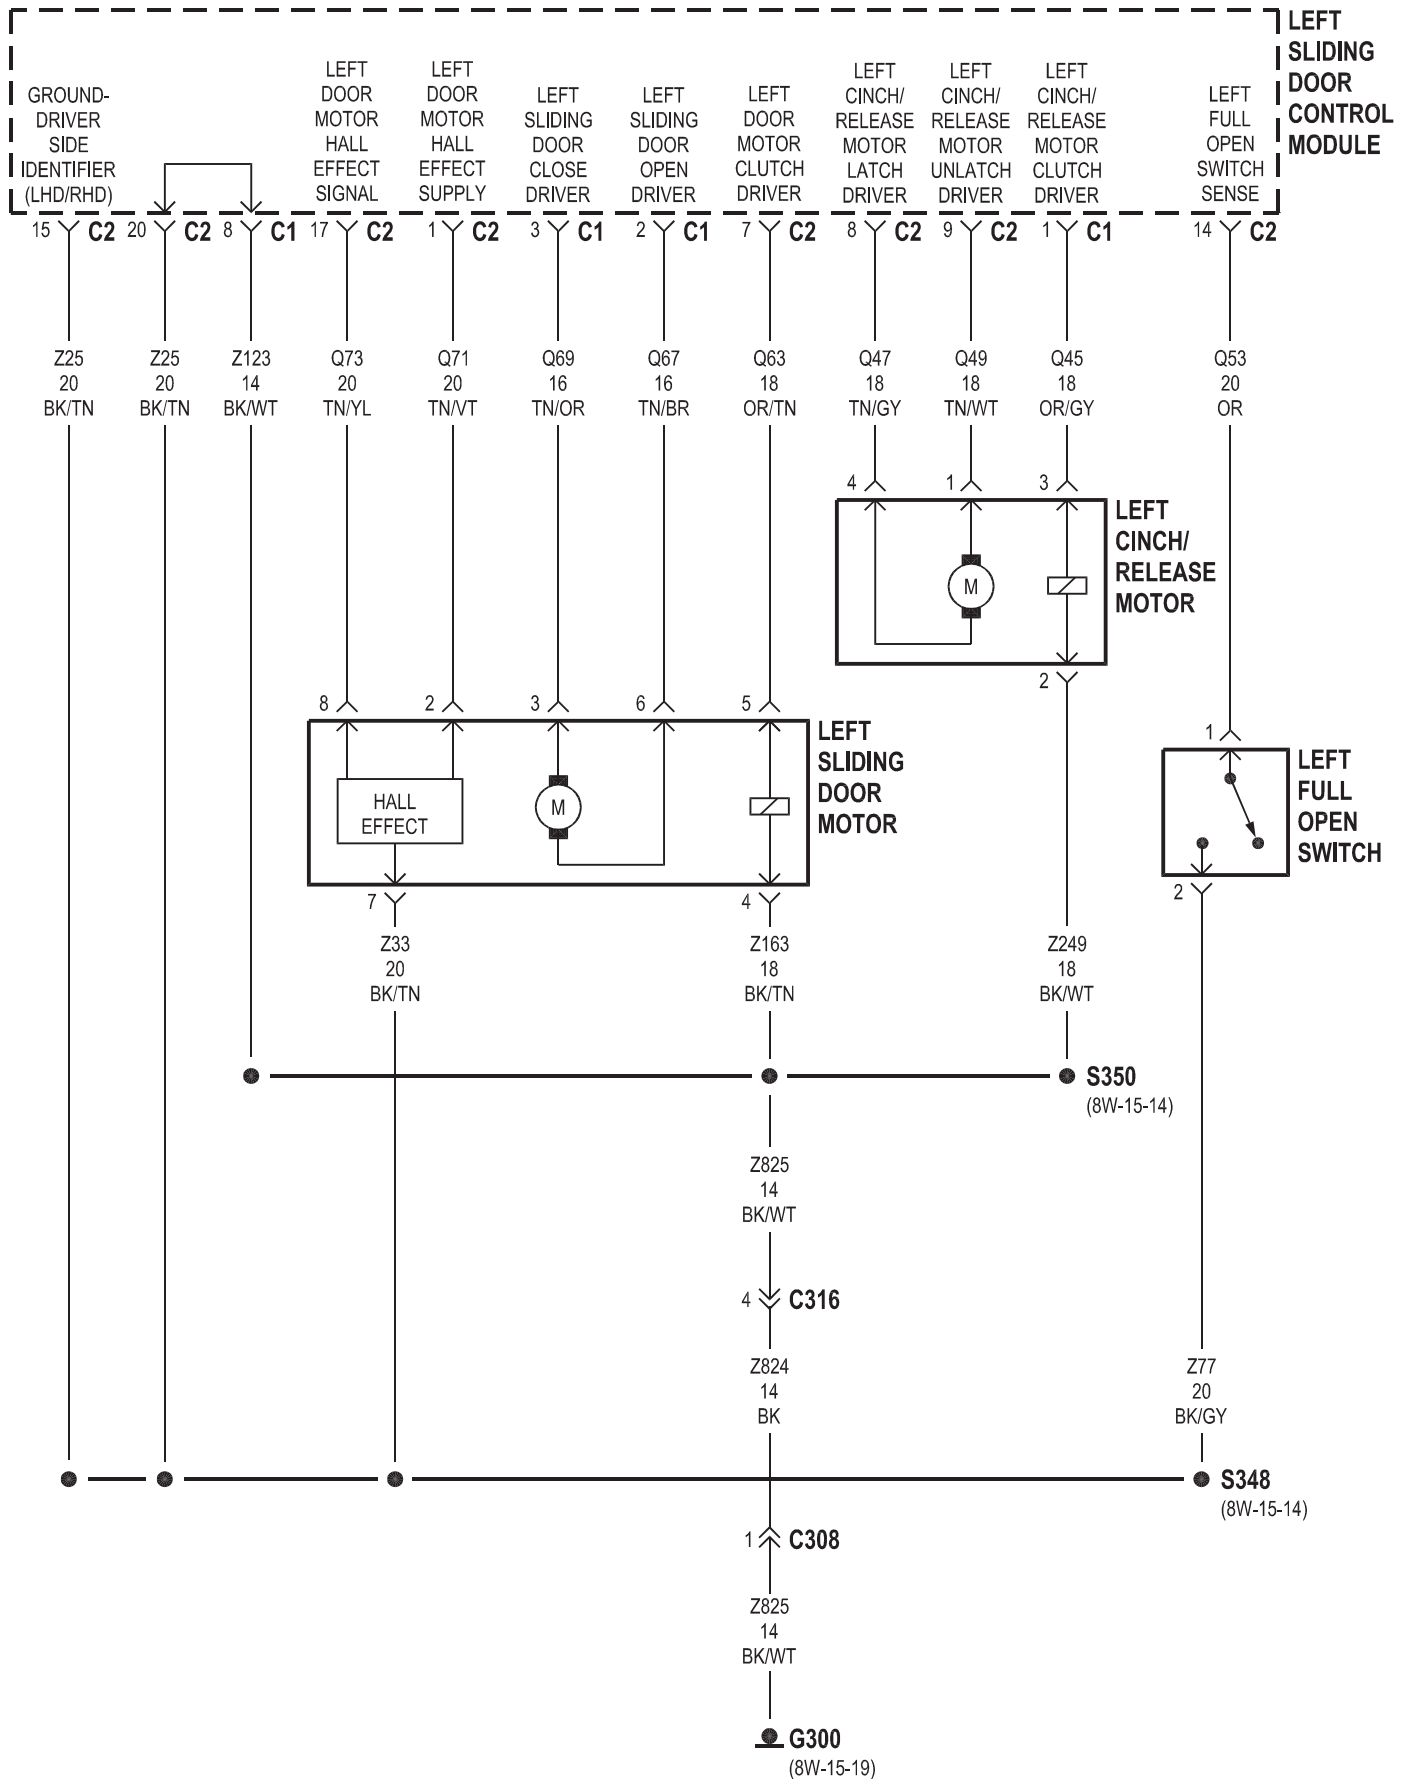 LEFT
SLIDING
DOOR
CONTROL
MODULE
GROUND-
DRIVER
SIDE
IDENTIFIER
(LHD/RHD)
LEFT
DOOR
MOTOR
HALL
EFFECT
SIGNAL
LEFT
DOOR
MOTOR
HALL
EFFECT
SUPPLY
LEFT
SLIDING
DOOR
CLOSE
DRIVER
LEFT
SLIDING
DOOR
OPEN
DRIVER
LEFT
DOOR
MOTOR
CLUTCH
DRIVER
LEFT
CINCH/
RELEASE
MOTOR
LATCH
DRIVER
LEFT
CINCH/
RELEASE
MOTOR
UNLATCH
DRIVER
LEFT
CINCH/
RELEASE
MOTOR
CLUTCH
DRIVER
LEFT
FULL
OPEN
SWITCH
SENSE
15 C2 20 C2 8 C1 17 C2 1 C2 3 C1 2 C1 7 C2 8 C2 9 C2 1 C1 14 C2
Z25 Z25 Z123 Q73 Q71 Q69 Q67 Q63 Q47 Q49 Q45 Q53
20 20 14 20 20 16 16 18 18 18 18 20
BK/TN BK/TN BK/WT TN/YL TN/VT TN/OR TN/BR OR/TN TN/GY TN/WT OR/GY OR
4 1 3
LEFT
CINCH/
RELEASE
MOTOR
M
2
8 2 3 6 5
LEFT
SLIDING
DOOR
MOTOR
HALL
EFFECT
M
7 4
1
LEFT
FULL
OPEN
SWITCH
2
Z33 Z163 Z249
20 18 18
BK/TN BK/TN BK/WT
S350
(8W-15-14)
Z825
14
BK/WT
4 C316
Z824 Z77
14 20
BK BK/GY
S348
(8W-15-14)
1 C308
Z825
14
BK/WT
G300
(8W-15-19)